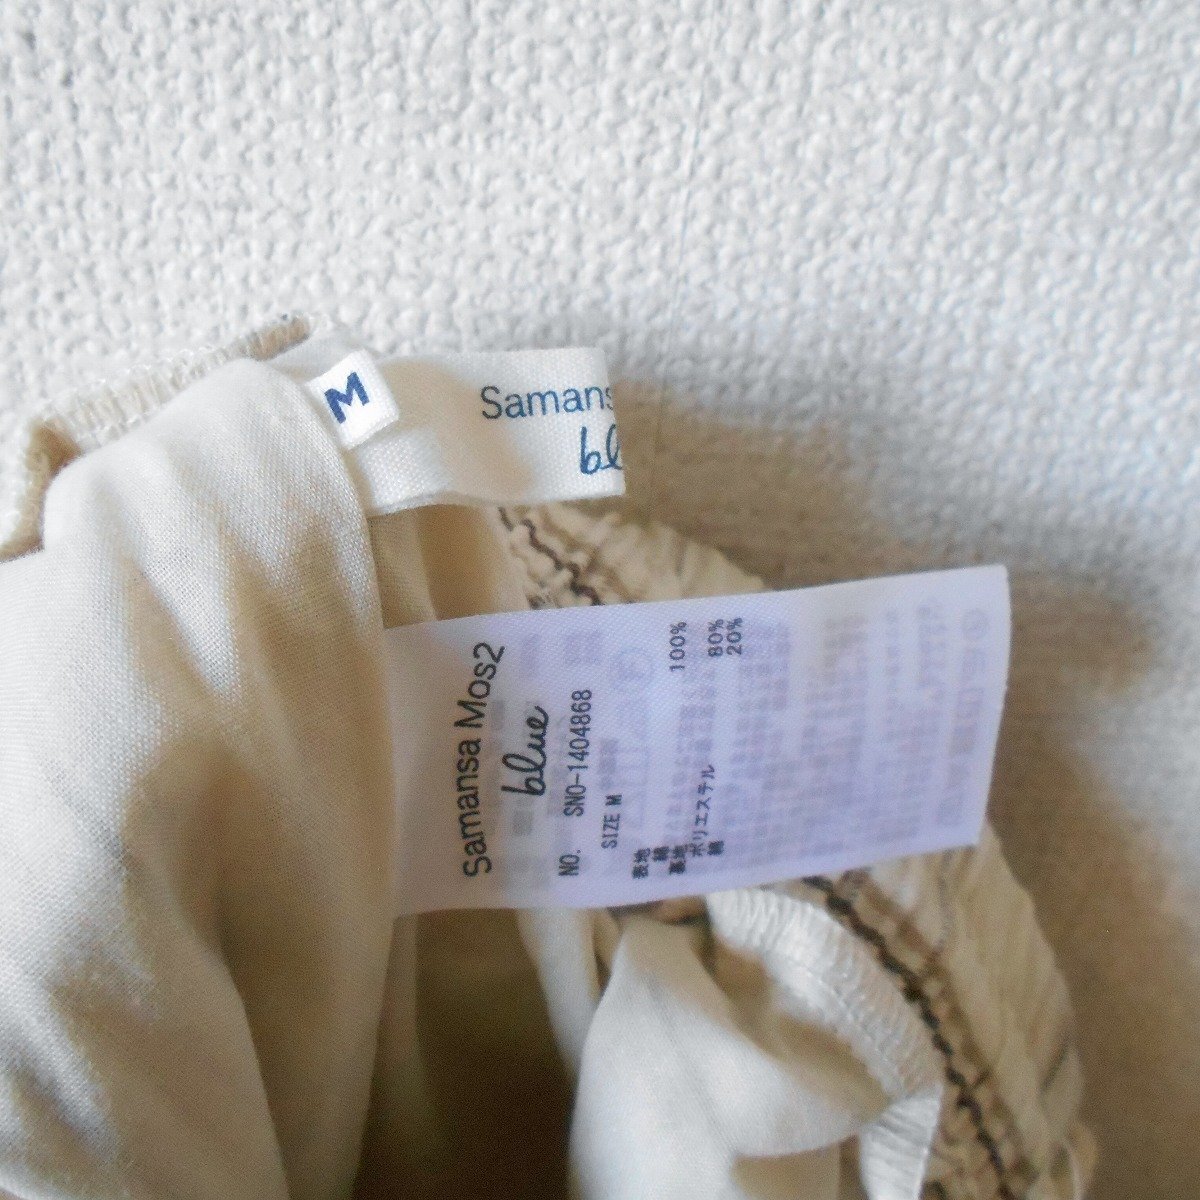 M
Samans
bl
Samansa Mos2
blue
NO. SNO-1404868
SIZE M
表地
綿 100%
裏地
ポリエステル 80%
綿 20%